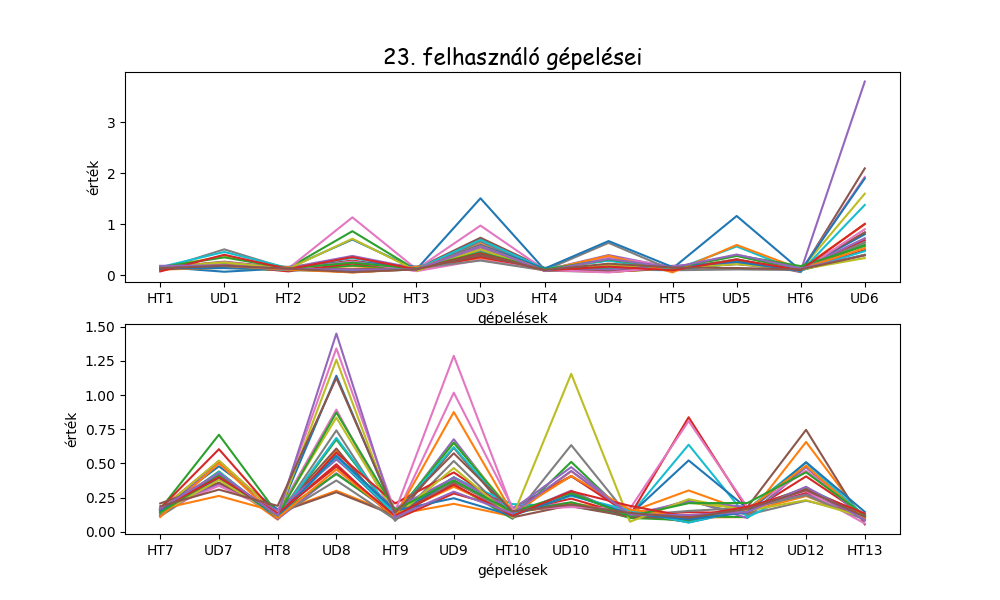 23. felhasználó gépelései
érték
3
2
1
0
HT1 UD1 HT2 UD2 HT3 UD3 HT4 UD4 HT5 UD5 HT6 UD6
gépelések
érték
1.50
1.25
1.00
0.75
0.50
0.25
0.00
HT7 UD7 HT8 UD8 HT9 UD9 HT10 UD10 HT11 UD11 HT12 UD12 HT13
gépelések